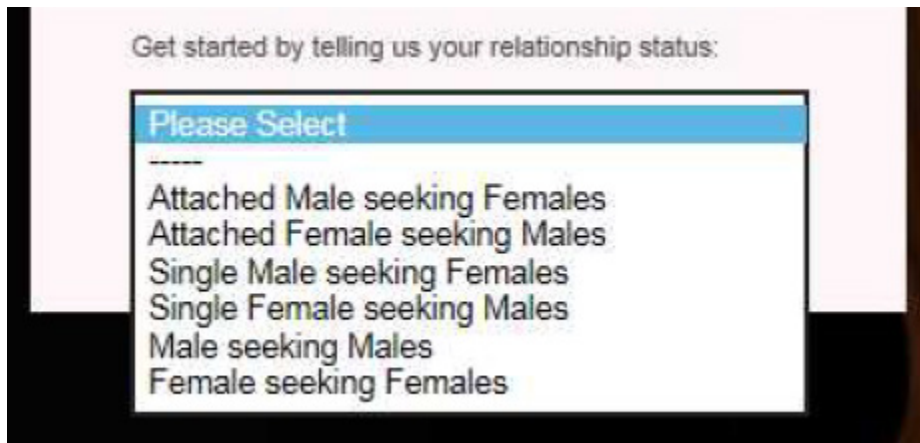 Get started by telling us your relationship status:
Please Select
-----
Attached Male seeking Females
Attached Female seeking Males
Single Male seeking Females
Single Female seeking Males
Male seeking Males
Female seeking Females